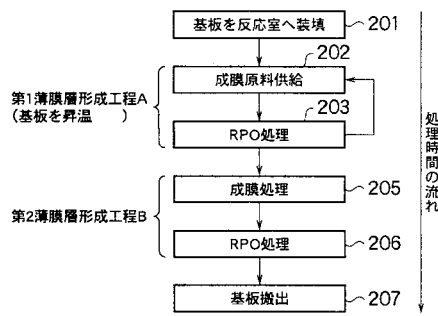 基板を反応室へ装填
201
202
成膜原料供給
第1薄膜層形成工程A
(基板を昇温 )
203
RPO処理
成膜処理
205
第2薄膜層形成工程B
RPO処理
206
基板搬出
207
処理時間の流れ